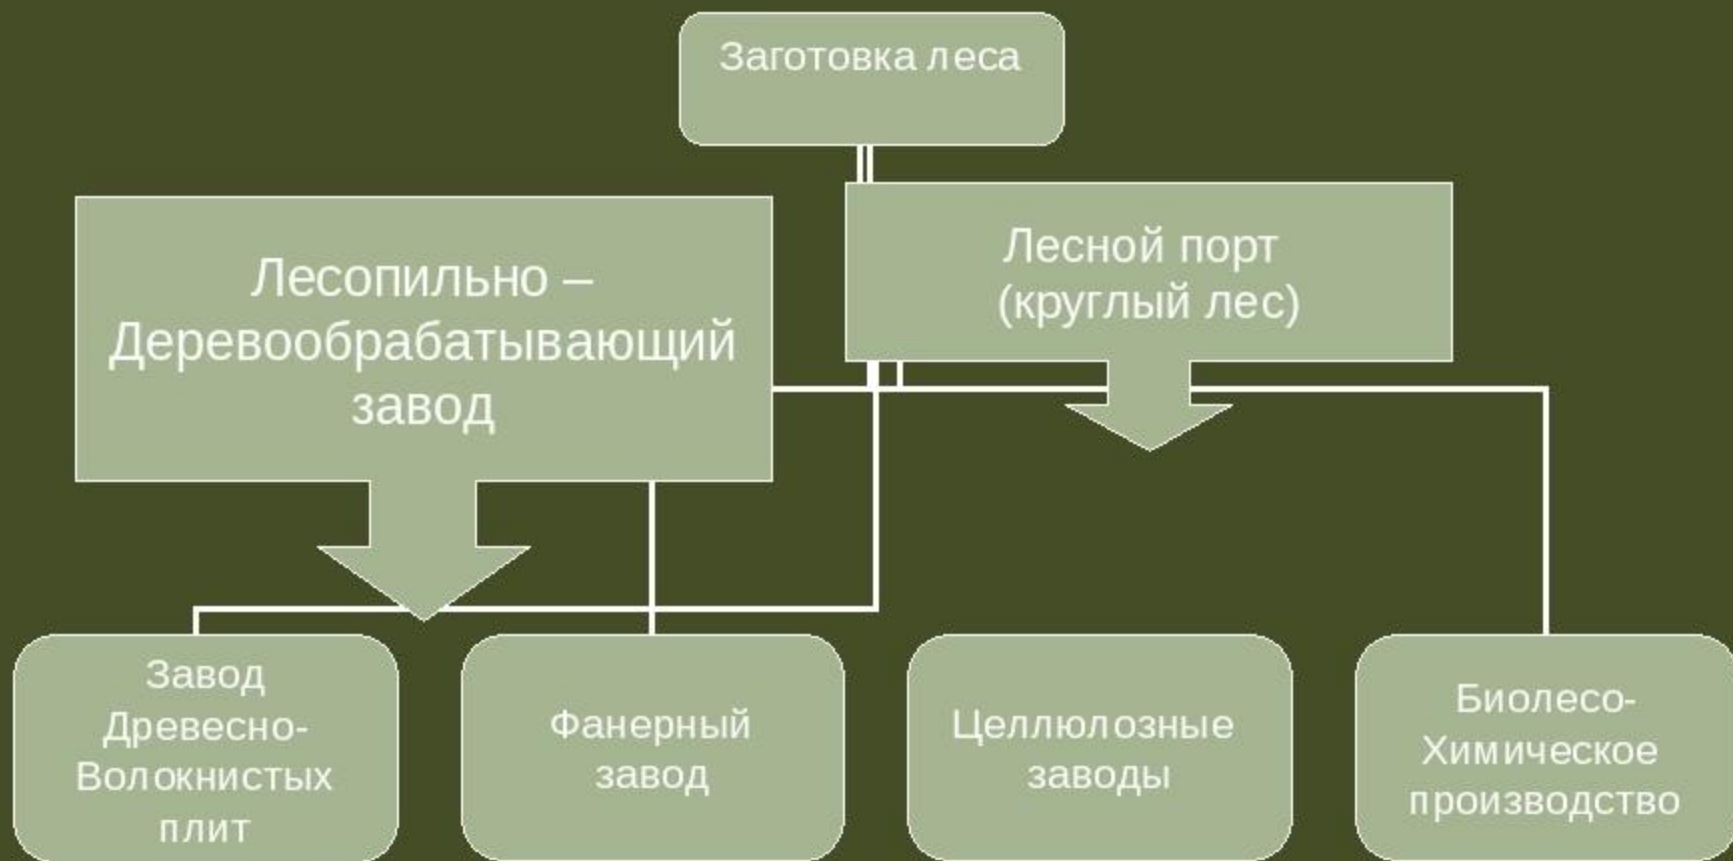 Заготовка леса
Лесопильно –
Деревообрабатывающий
завод
Лесной порт
(круглый лес)
Завод
Древесно-
Волокнистых
плит
Фанерный
завод
Целлюлозные
заводы
Биолесо-
Химическое
производство